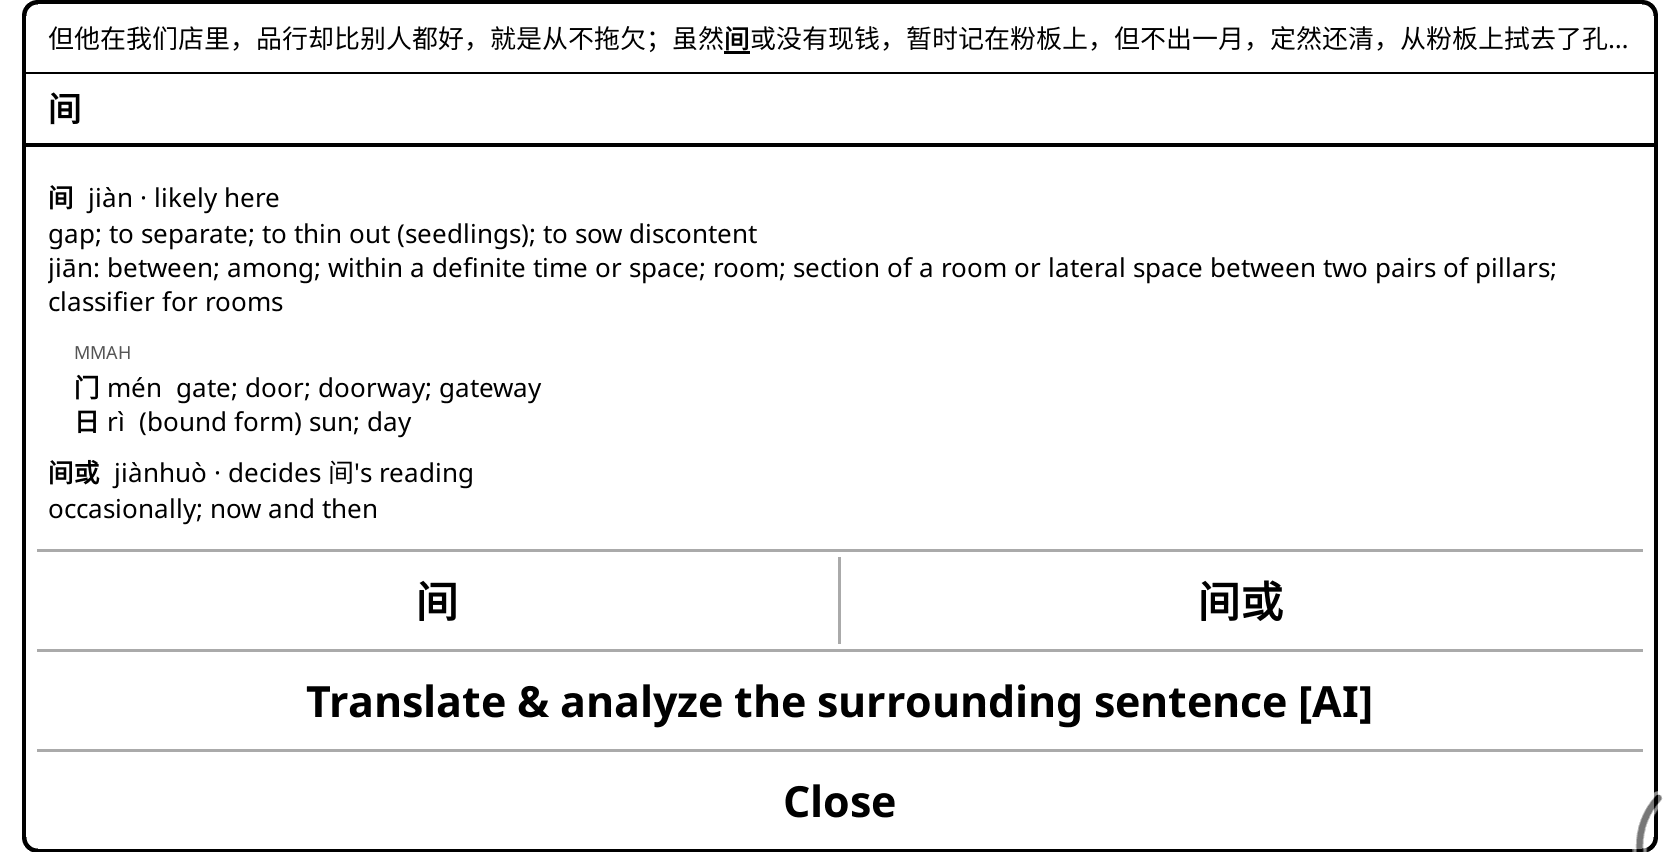 但他在我们店里，品行却比别人都好，就是从不拖欠；虽然间或没有现钱，暂时记在粉板上，但不出一月，定然还清，从粉板上拭去了孔…
间
间 jiàn · likely here
gap; to separate; to thin out (seedlings); to sow discontent
jiān: between; among; within a definite time or space; room; section of a room or lateral space between two pairs of pillars;
classifier for rooms
MMAH
门 mén gate; door; doorway; gateway
日 rì (bound form) sun; day
间或 jiànhuò · decides 间's reading
occasionally; now and then
间 间或
Translate & analyze the surrounding sentence [AI]
Close